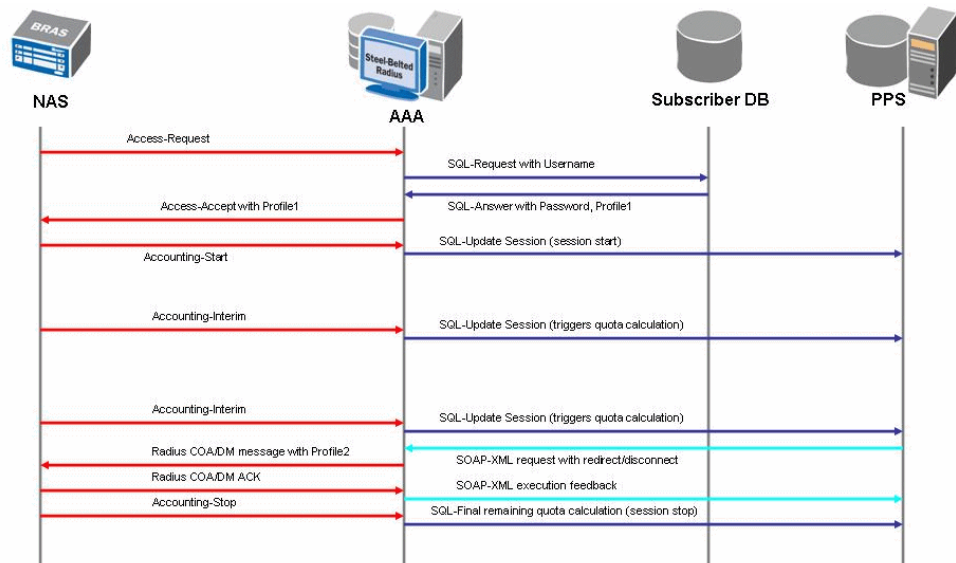 BRAS
Steel-Belted
Radius
NAS
AAA
Subscriber DB
PPS
Access-Request
SQL-Request with Username
Access-Accept with Profile1
SQL-Answer with Password, Profile1
SQL-Update Session (session start)
Accounting-Start
Accounting-Interim
SQL-Update Session (triggers quota calculation)
Accounting-Interim
SQL-Update Session (triggers quota calculation)
Radius COA/DM message with Profile2
SOAP-XML request with redirect/disconnect
Radius COA/DM ACK
SOAP-XML execution feedback
Accounting-Stop
SQL-Final remaining quota calculation (session stop)